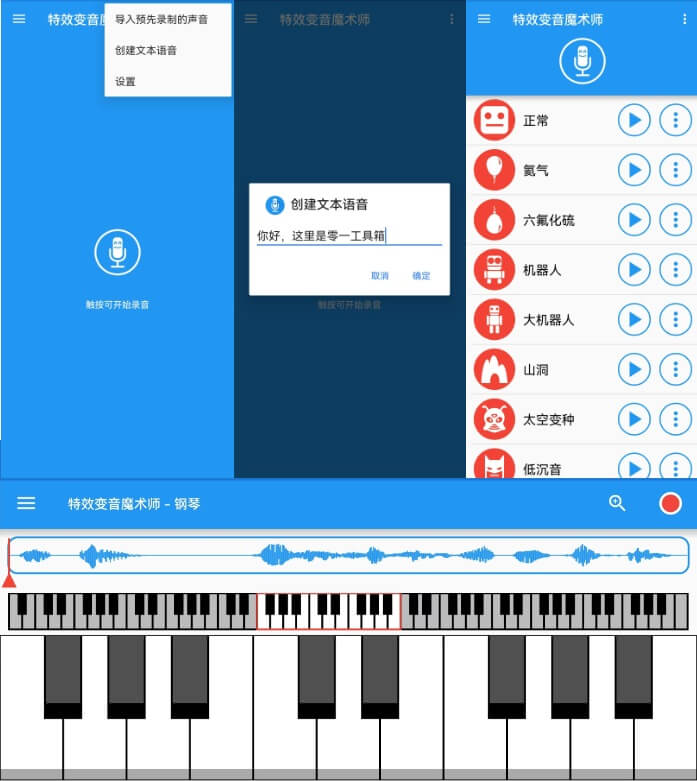 特效变音魔
导入预先录制的声音
创建文本语音
设置
触按可开始录音
特效变音魔术师
创建文本语音
你好，这里是零一工具箱
取消 确定
触按可开始录音
特效变音魔术师
正常
氦气
六氟化硫
机器人
大机器人
山洞
太空变种
低沉音
特效变音魔术师 - 钢琴